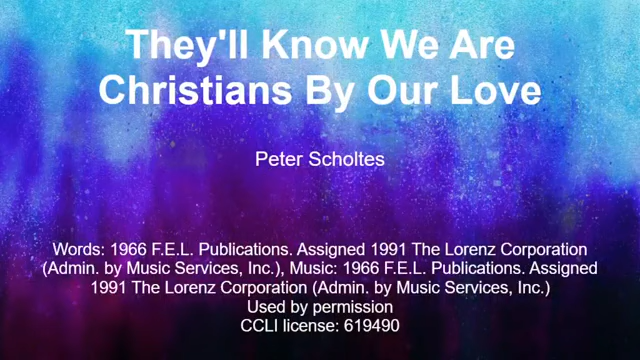 They'll Know We Are
Christians By Our Love
Peter Scholtes
Words: 1966 F.E.L. Publications. Assigned 1991 The Lorenz Corporation
(Admin. by Music Services, Inc.), Music: 1966 F.E.L. Publications. Assigned
1991 The Lorenz Corporation (Admin. by Music Services, Inc.)
Used by permission
CCLI license: 619490